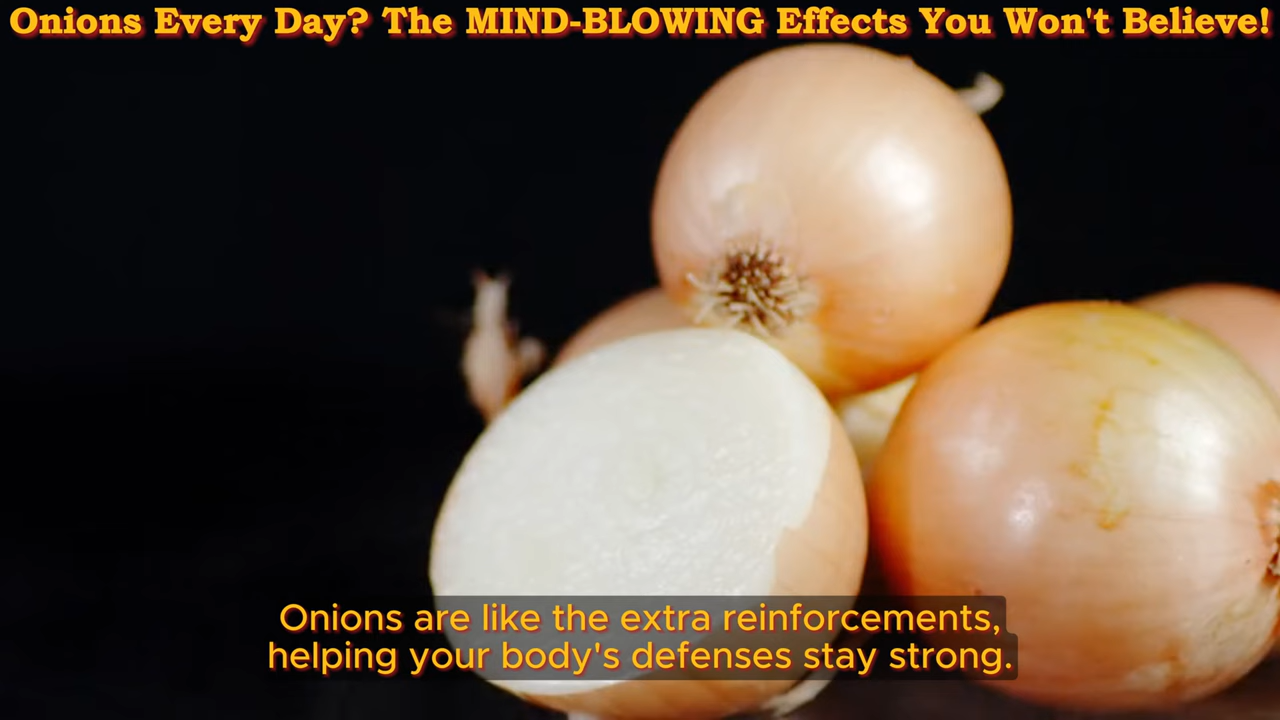 Onions Every Day? The MIND-BLOWING Effects You Won't Believe!
Onions are like the extra reinforcements,
helping your body's defenses stay strong.